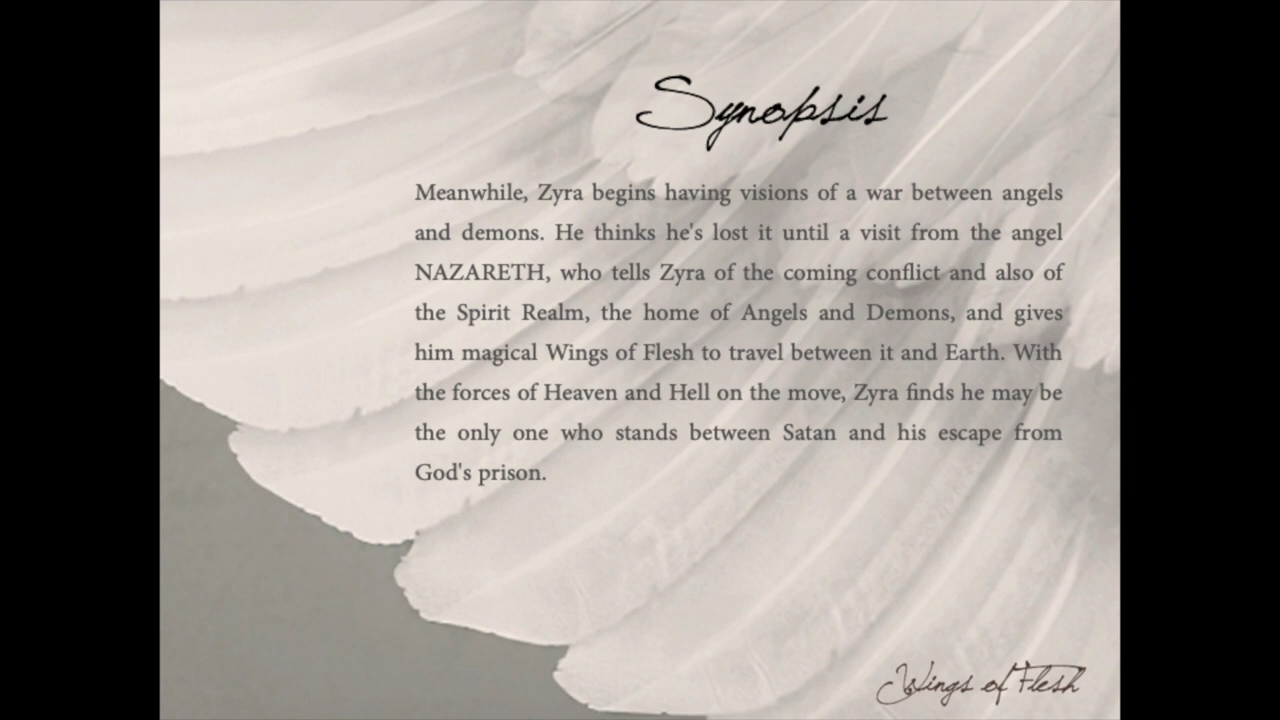 Synopsis
Meanwhile, Zyra begins having visions of a war between angels
and demons. He thinks he's lost it until a visit from the angel
NAZARETH, who tells Zyra of the coming conflict and also of
the Spirit Realm, the home of Angels and Demons, and gives
him magical Wings of Flesh to travel between it and Earth. With
the forces of Heaven and Hell on the move, Zyra finds he may be
the only one who stands between Satan and his escape from
God's prison.
Wings of Flesh